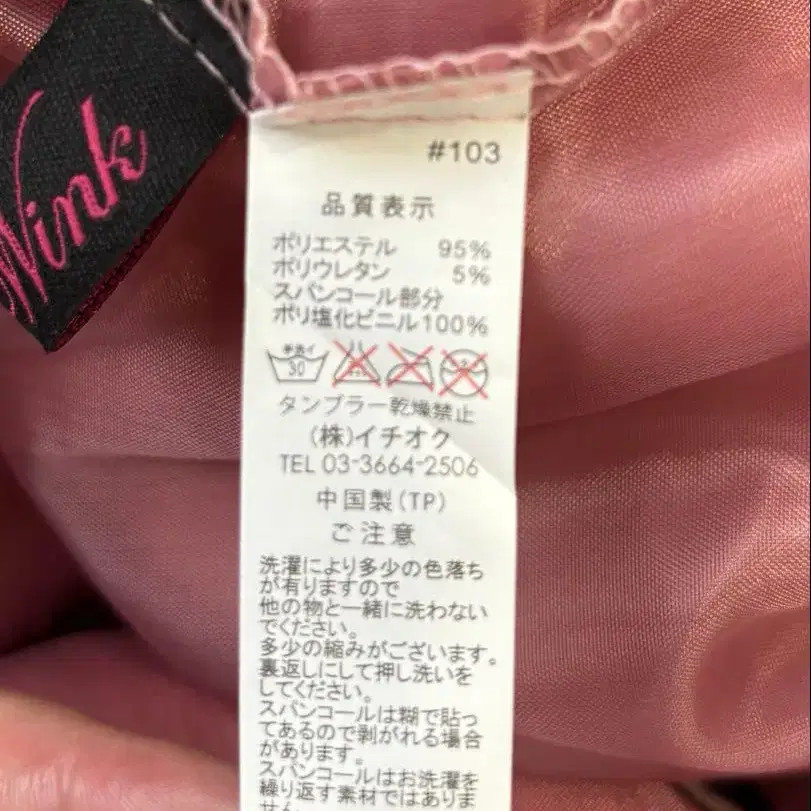 Wink
#103
品質表示
ポリエステル 95%
ポリウレタン 5%
スパンコール部分
ポリ塩化ビニル100%
手洗イ
30
タンブラー乾燥禁止
(株)イチオク
TEL 03-3664-2506
中国製(TP)
ご注意
洗濯により多少の色落ち
が有りますので
他の物と一緒に洗わない
でください。
多少の縮みがございます。
裏返しにして押し洗いを
してください。
スパンコールは糊で貼っ
てあるので剥がれる場合
があります。
スパンコールはお洗濯を
繰り返す素材ではありま
せん